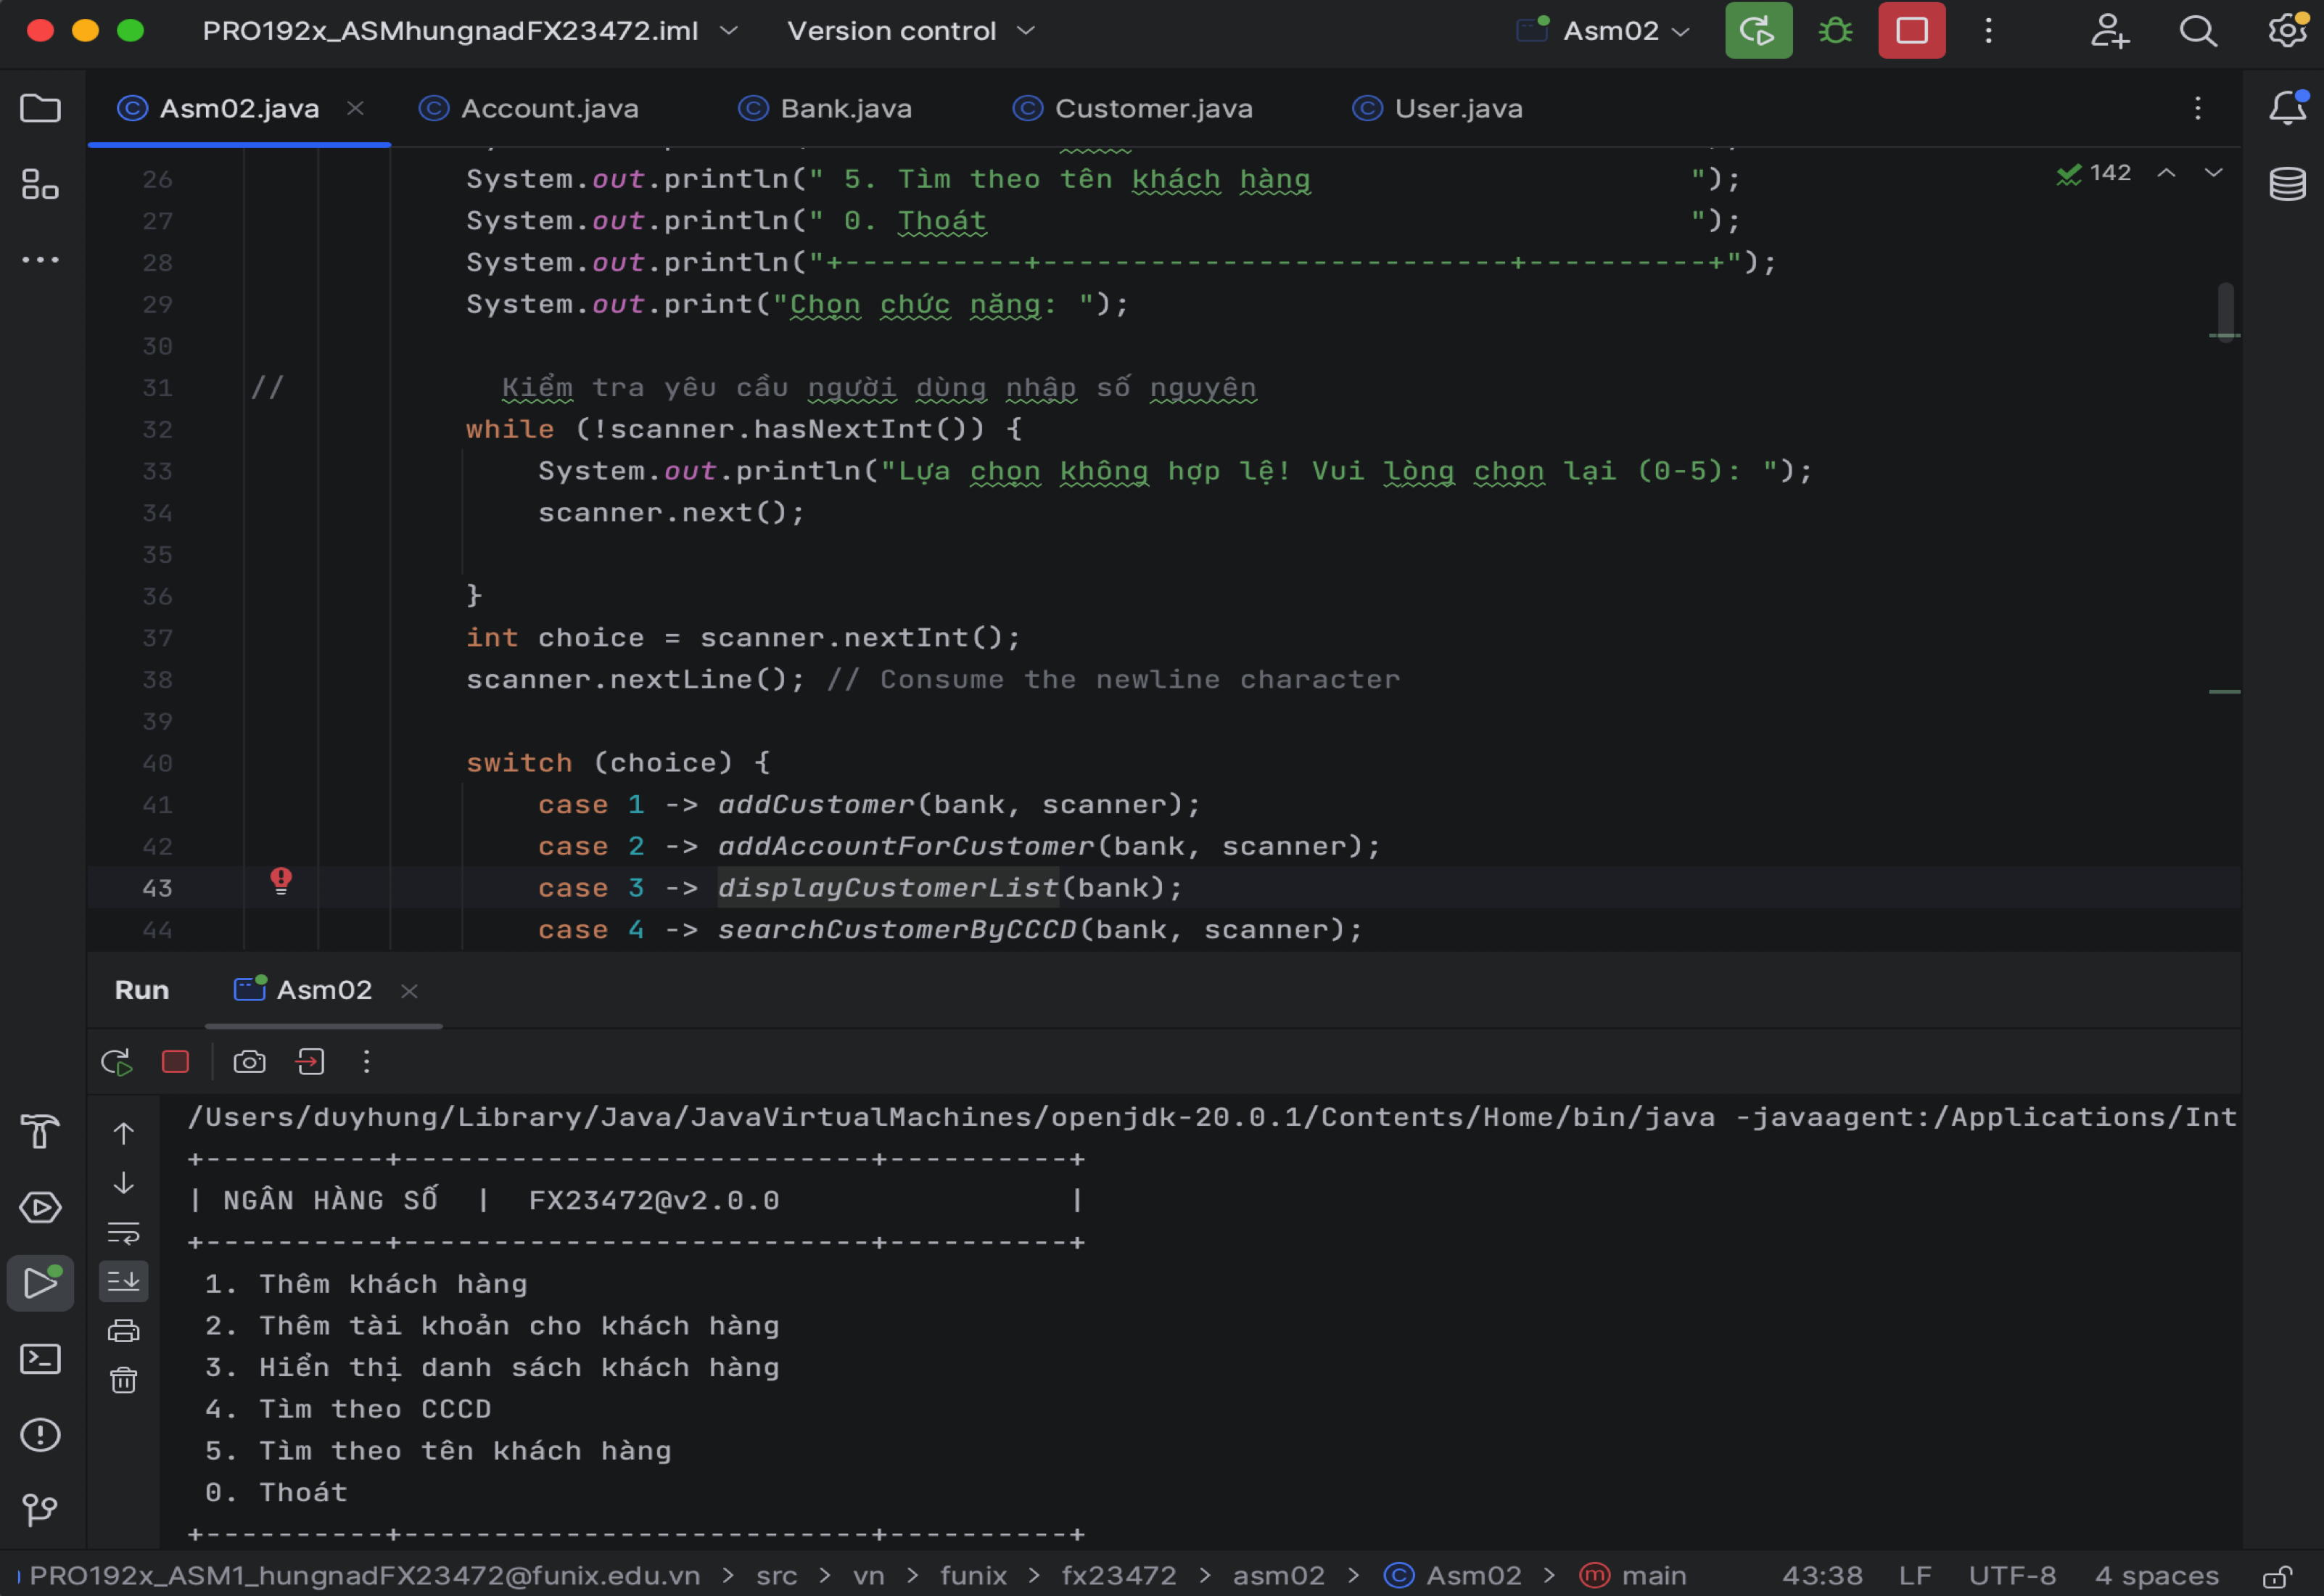 PRO192x_ASMhungnadFX23472.iml Version control Asm02
Asm02.java Account.java Bank.java Customer.java User.java
26 System.out.println(" 5. Tìm theo tên khách hàng                     ");
142
27 System.out.println(" 0. Thoát                                       ");
28 System.out.println("+----------+--------------------------+----------+");
29 System.out.print("Chọn chức năng: ");
30
31 // Kiểm tra yêu cầu người dùng nhập số nguyên
32 while (!scanner.hasNextInt()) {
33 System.out.println("Lựa chọn không hợp lệ! Vui lòng chọn lại (0-5): ");
34 scanner.next();
35
36 }
37 int choice = scanner.nextInt();
38 scanner.nextLine(); // Consume the newline character
39
40 switch (choice) {
41 case 1 -> addCustomer(bank, scanner);
42 case 2 -> addAccountForCustomer(bank, scanner);
43 case 3 -> displayCustomerList(bank);
44 case 4 -> searchCustomerByCCCD(bank, scanner);
Run Asm02
/Users/duyhung/Library/Java/JavaVirtualMachines/openjdk-20.0.1/Contents/Home/bin/java -javaagent:/Applications/Int
+----------+--------------------------+----------+
| NGÂN HÀNG SỐ  |  FX23472@v2.0.0                |
+----------+--------------------------+----------+
1. Thêm khách hàng
2. Thêm tài khoản cho khách hàng
3. Hiển thị danh sách khách hàng
4. Tìm theo CCCD
5. Tìm theo tên khách hàng
0. Thoát
+----------+--------------------------+----------+
PRO192x_ASM1_hungnadFX23472@funix.edu.vn > src > vn > funix > fx23472 > asm02 > Asm02 > main 43:38 LF UTF-8 4 spaces